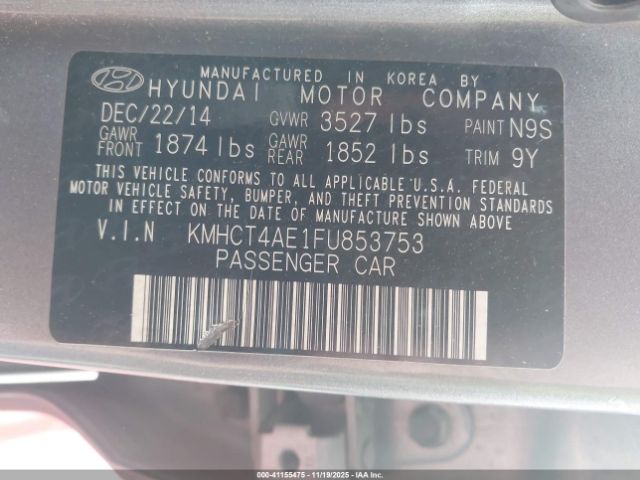 MANUFACTURED IN KOREA BY
HYUNDAI MOTOR COMPANY
DEC/22/14 GVWR 3527 lbs PAINT N9S
GAWR FRONT 1874 lbs GAWR REAR 1852 lbs TRIM 9Y
THIS VEHICLE CONFORMS TO ALL APPLICABLE U.S.A. FEDERAL
MOTOR VEHICLE SAFETY, BUMPER, AND THEFT PREVENTION STANDARDS
IN EFFECT ON THE DATE OF MANUFACTURE SHOWN ABOVE
V.I.N KMHCT4AE1FU853753
PASSENGER CAR
000-41155475 - 11/19/2025 - IAAI.COM